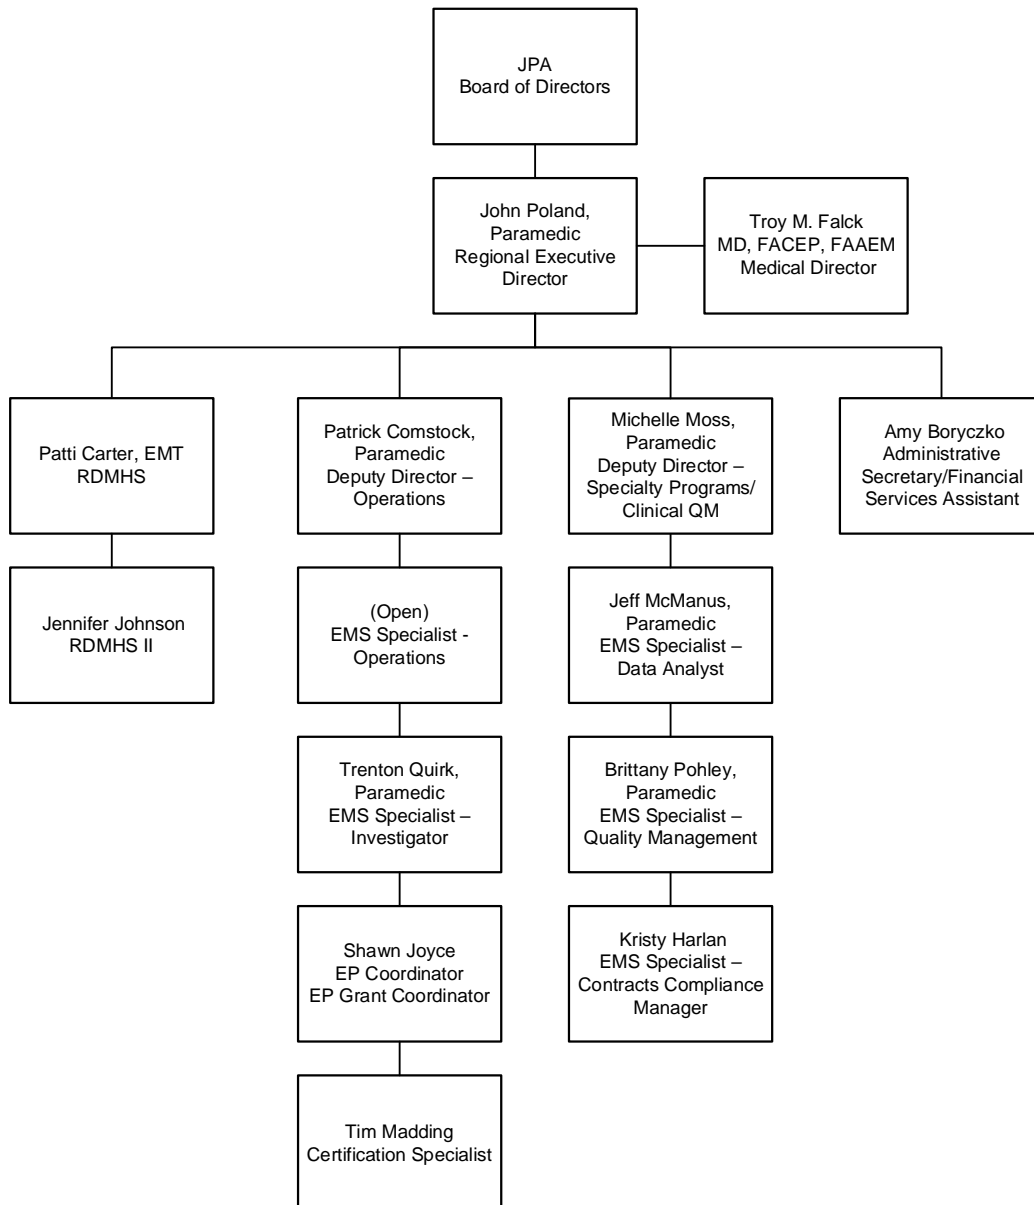 JPA
Board of Directors
John Poland,
Paramedic
Regional Executive
Director
Troy M. Falck
MD, FACEP, FAAEM
Medical Director
Patti Carter, EMT
RDMHS
Patrick Comstock,
Paramedic
Deputy Director –
Operations
Michelle Moss,
Paramedic
Deputy Director –
Specialty Programs/
Clinical QM
Amy Boryczko
Administrative
Secretary/Financial
Services Assistant
Jennifer Johnson
RDMHS II
(Open)
EMS Specialist -
Operations
Jeff McManus,
Paramedic
EMS Specialist –
Data Analyst
Trenton Quirk,
Paramedic
EMS Specialist –
Investigator
Brittany Pohley,
Paramedic
EMS Specialist –
Quality Management
Shawn Joyce
EP Coordinator
EP Grant Coordinator
Kristy Harlan
EMS Specialist –
Contracts Compliance
Manager
Tim Madding
Certification Specialist